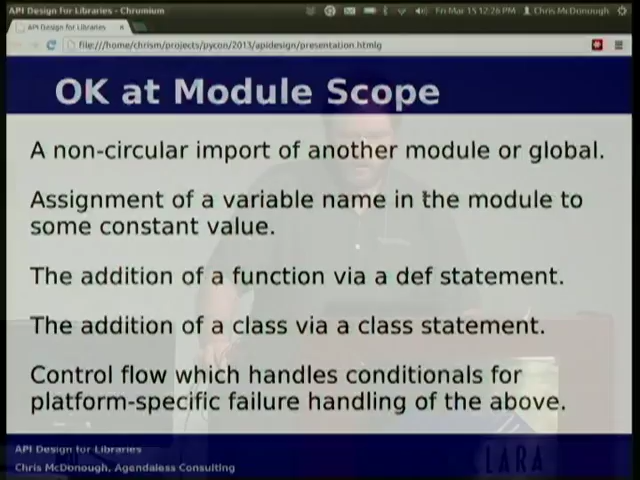 API Design for Libraries - Chromium
Fri Mar 15 12:26 PM Chris McDonough
API Design for Libraries
file:///home/chrism/projects/pycon/2013/apidesign/presentation.html
OK at Module Scope
A non-circular import of another module or global.
Assignment of a variable name in the module to
some constant value.
The addition of a function via a def statement.
The addition of a class via a class statement.
Control flow which handles conditionals for
platform-specific failure handling of the above.
API Design for Libraries
Chris McDonough, Agendaless Consulting
LARA